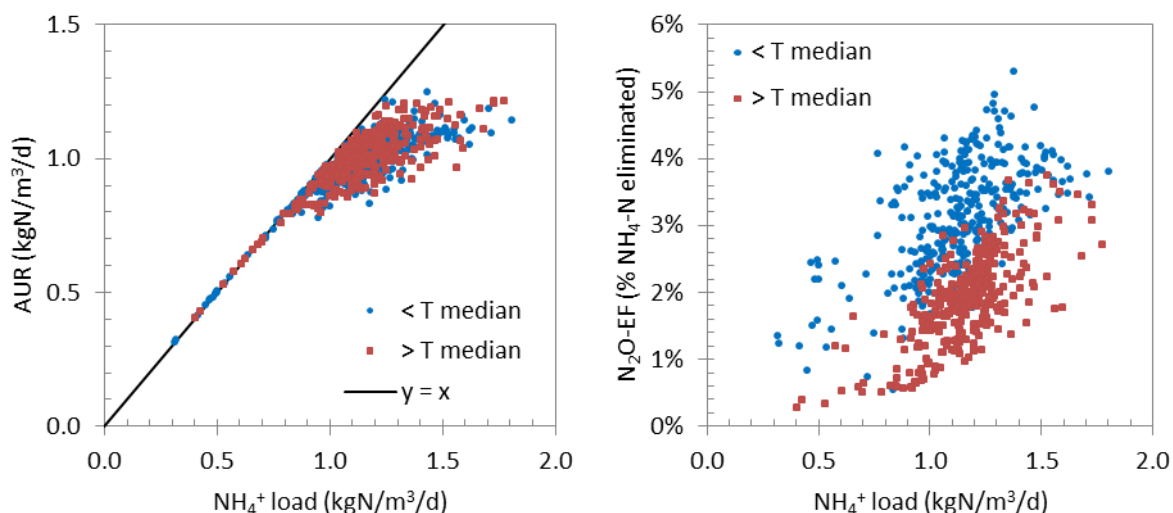 1.5
1.0
0.5
0.0
AUR (kgN/m³/d)
< T median
> T median
y = x
0.0 0.5 1.0 1.5 2.0
NH₄⁺ load (kgN/m³/d)
6%
5%
4%
3%
2%
1%
0%
N₂O-EF (% NH₄-N eliminated)
< T median
> T median
0.0 0.5 1.0 1.5 2.0
NH₄⁺ load (kgN/m³/d)